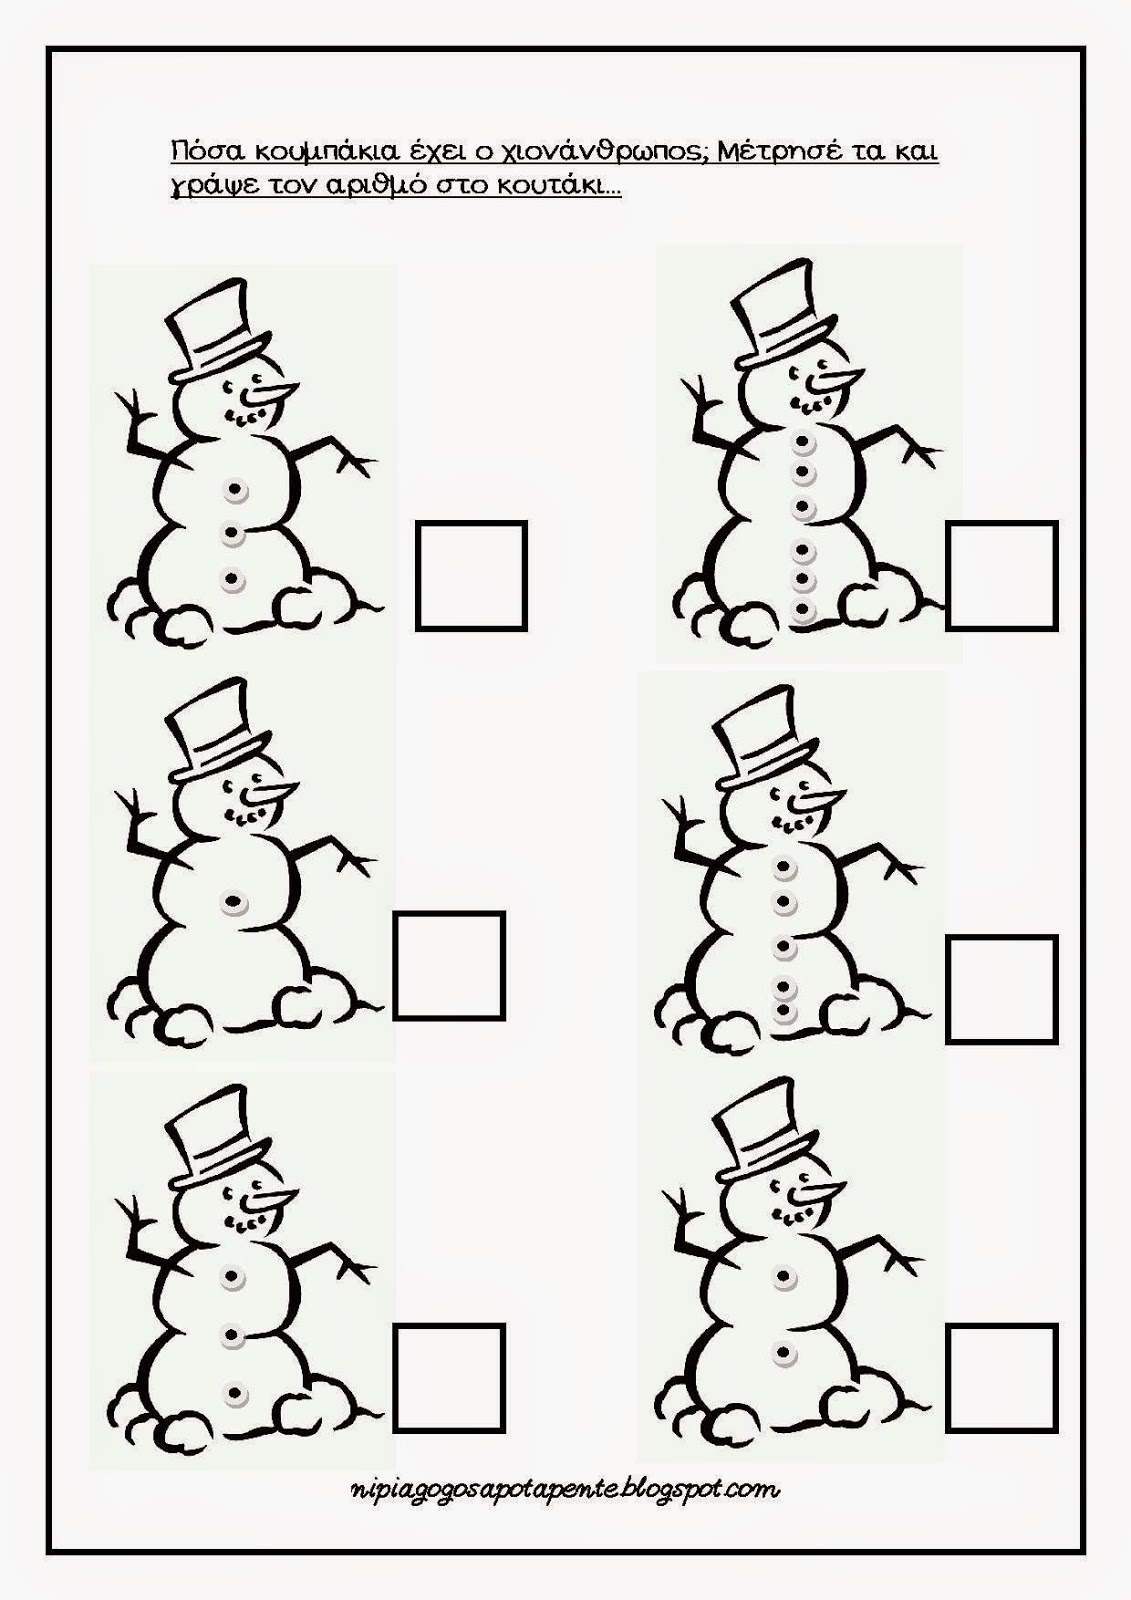 Πόσα κουμπάκια έχει ο χιονάνθρωπος; Μέτρησέ τα και
γράψε τον αριθμό στο κουτάκι...
nipiagogosapotapente.blogspot.com